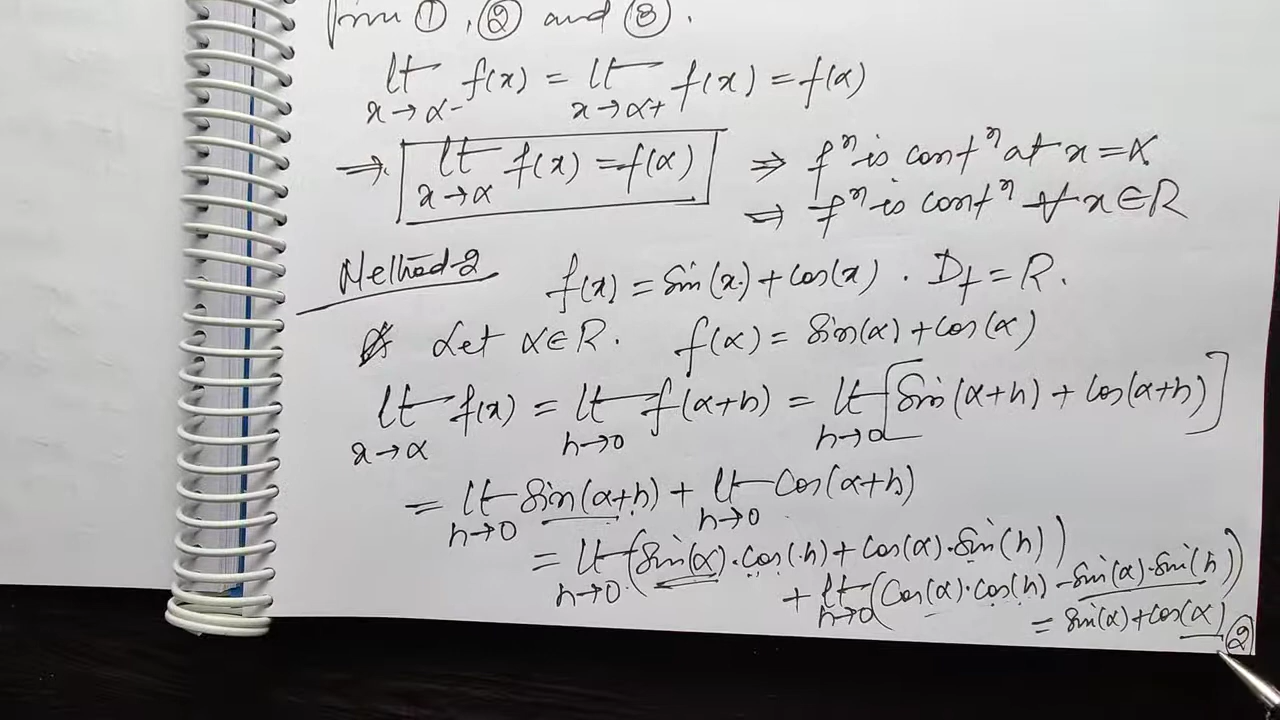 from ①, ② and ③.
lt x→α- f(x) = lt x→α+ f(x) = f(α)
⇒ lt x→α f(x) = f(α) ⇒ fⁿ is contⁿ at x = α
⇒ fⁿ is contⁿ ∀ x ∈ R
Method-2 f(x) = Sin(x) + cos(x) . Df = R.
Let α ∈ R. f(α) = Sin(α) + cos(α)
lt x→α f(x) = lt h→0 f(α+h) = lt h→0 [Sin(α+h) + cos(α+h)]
= lt h→0 Sin(α+h) + lt h→0 Cos(α+h)
= lt h→0 (Sin(α)·cos(h) + cos(α)·Sin(h))
+ lt h→0 (Cos(α)·cos(h) - Sin(α)·Sin(h))
= Sin(α) + cos(α) ②